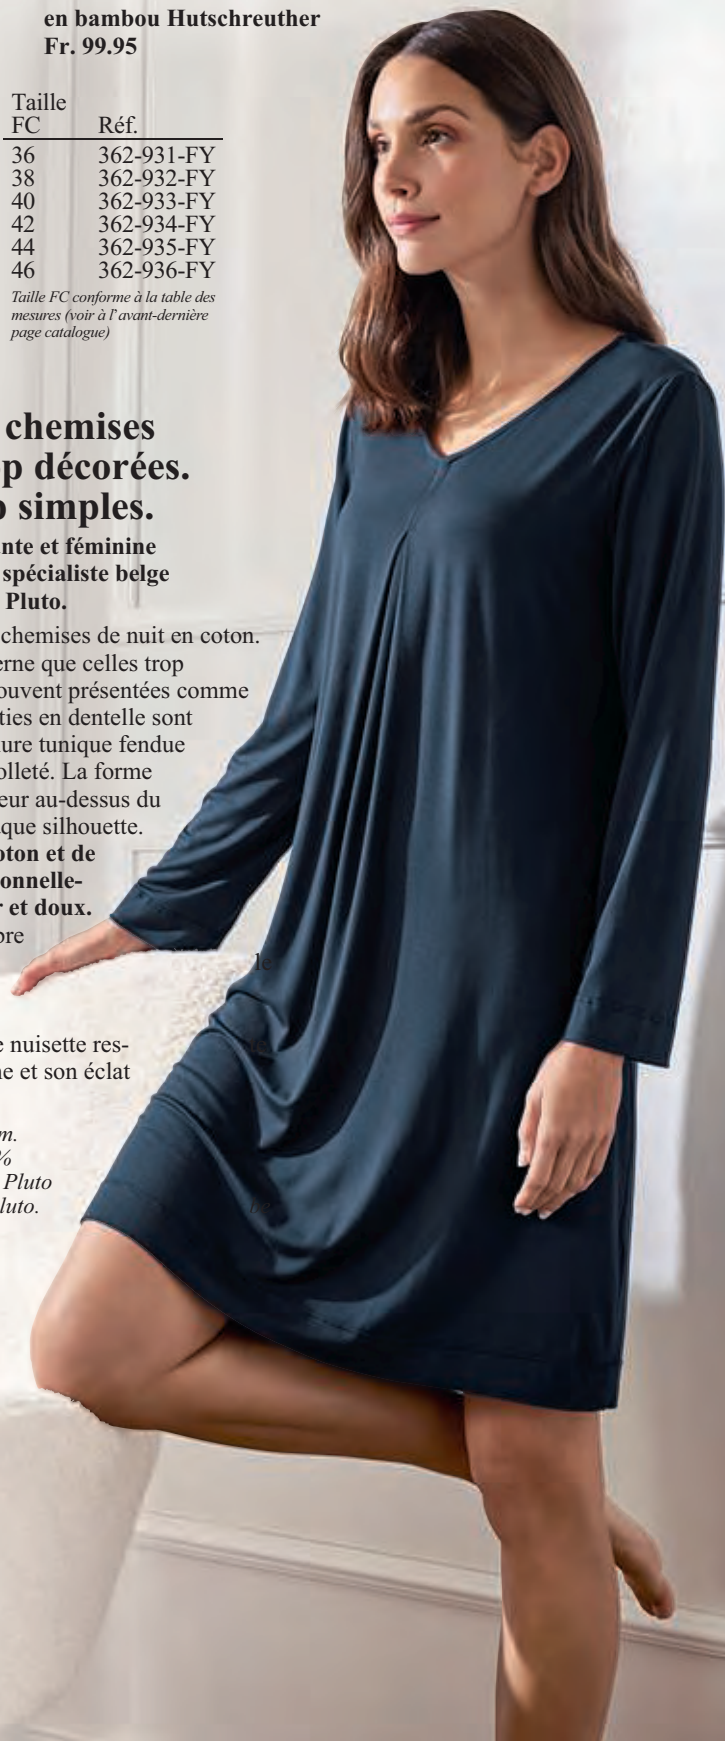 en bambou Hutschreuther
Fr. 99.95
Taille
FC Réf.
36 362-931-FY
38 362-932-FY
40 362-933-FY
42 362-934-FY
44 362-935-FY
46 362-936-FY
Taille FC conforme à la table des
mesures (voir à l'avant-dernière
page catalogue)
chemises
p décorées.
simples.
nte et féminine
spécialiste belge
Pluto.
chemises de nuit en coton.
erne que celles trop
ouvent présentées comme
ties en dentelle sont
ure tunique fendue
olleté. La forme
eur au-dessus du
que silhouette.
oton et de
onnelle-
et doux.
bre
le
e nuisette res-
ne et son éclat
m.
%
Pluto
luto.